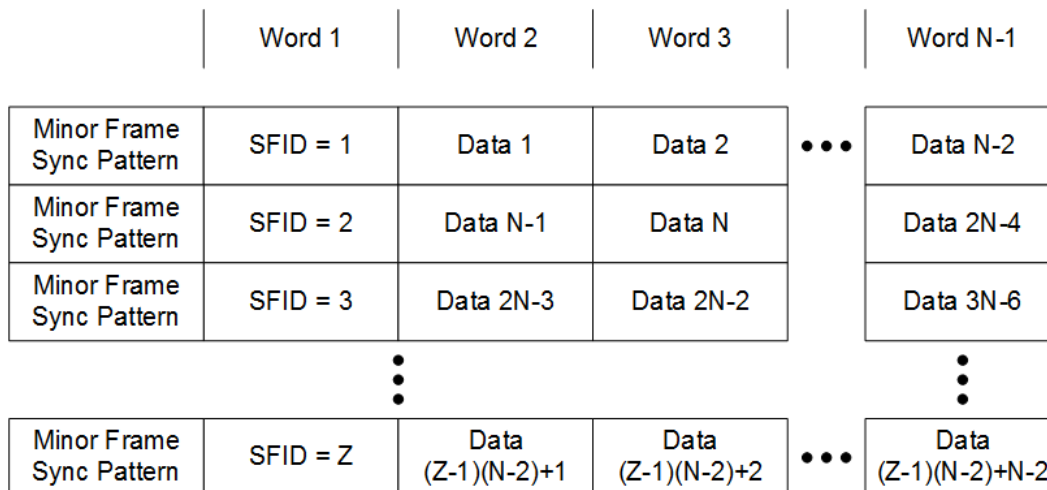 Word 1 Word 2 Word 3 Word N-1
Minor Frame
Sync Pattern
SFID = 1
Data 1
Data 2
Data N-2
Minor Frame
Sync Pattern
SFID = 2
Data N-1
Data N
Data 2N-4
Minor Frame
Sync Pattern
SFID = 3
Data 2N-3
Data 2N-2
Data 3N-6
Minor Frame
Sync Pattern
SFID = Z
Data
(Z-1)(N-2)+1
Data
(Z-1)(N-2)+2
Data
(Z-1)(N-2)+N-2